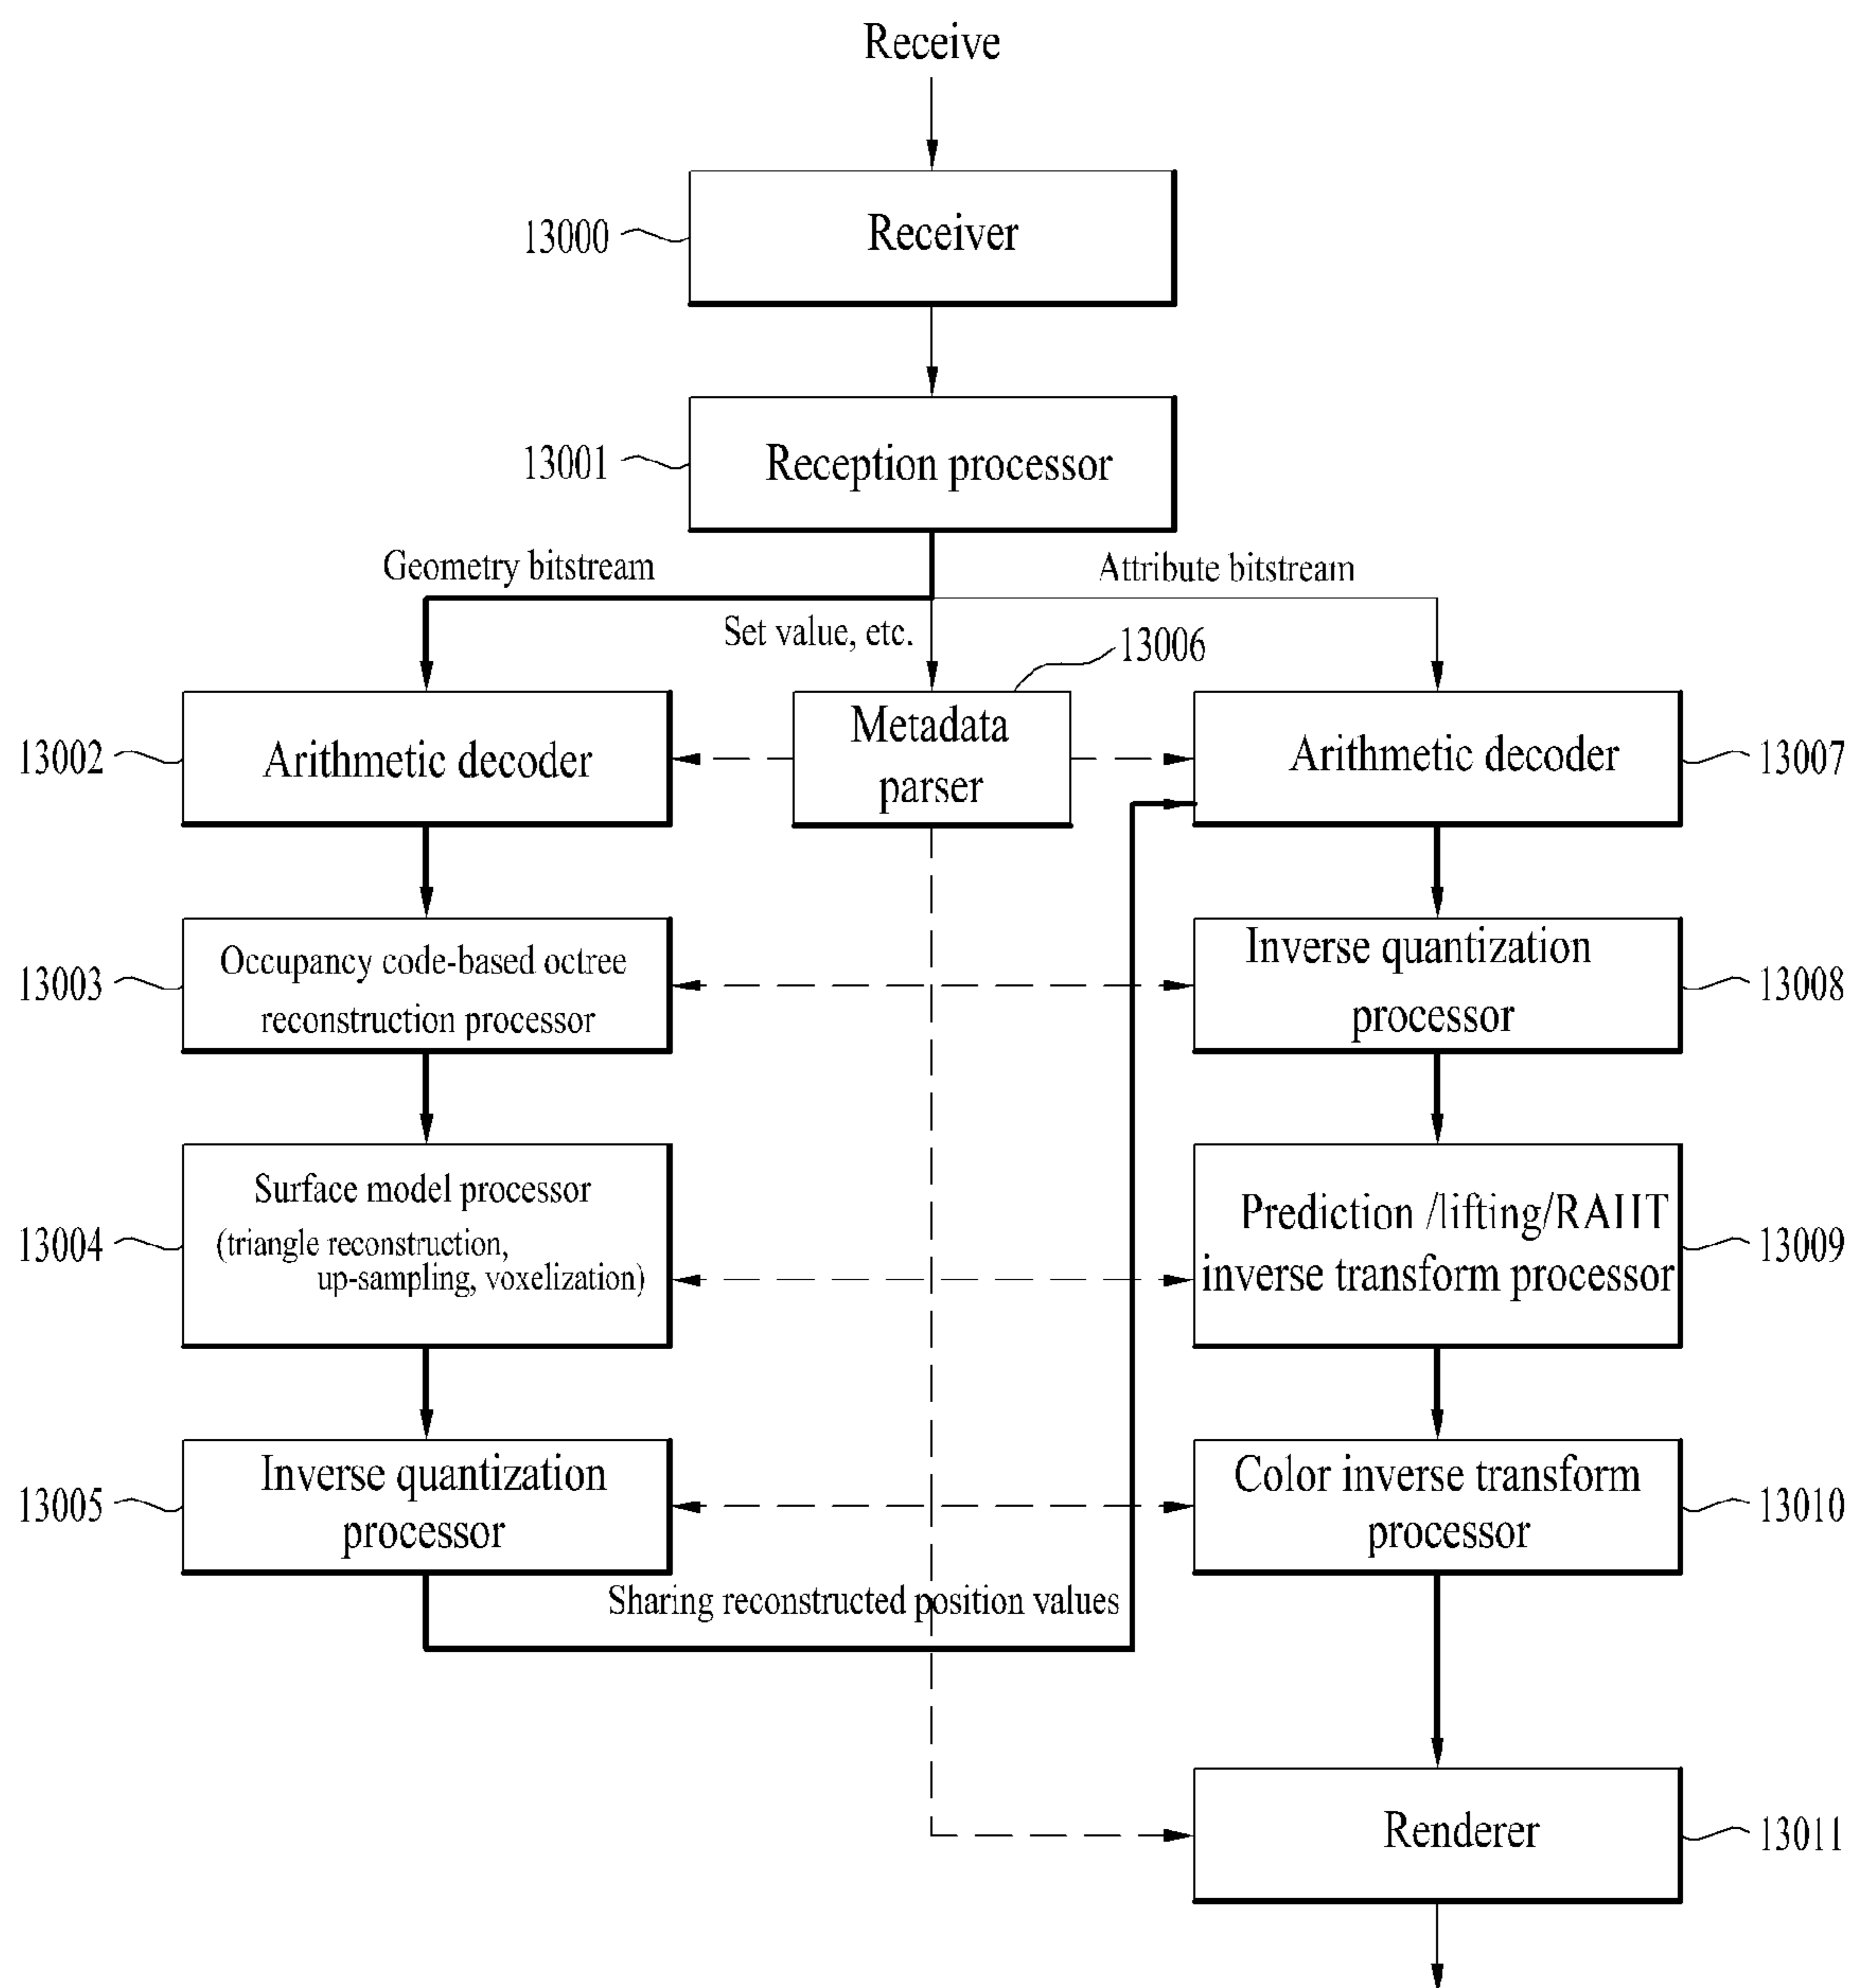 Receive
13000
Receiver
13001
Reception processor
Geometry bitstream
Attribute bitstream
Set value, etc.
13006
13002
Arithmetic decoder
Metadata
parser
Arithmetic decoder
13007
13003
Occupancy code-based octree
reconstruction processor
Inverse quantization
processor
13008
13004
Surface model processor
(triangle reconstruction,
up-sampling, voxelization)
Prediction /lifting/RAHT
inverse transform processor
13009
13005
Inverse quantization
processor
Color inverse transform
processor
13010
Sharing reconstructed position values
Renderer
13011